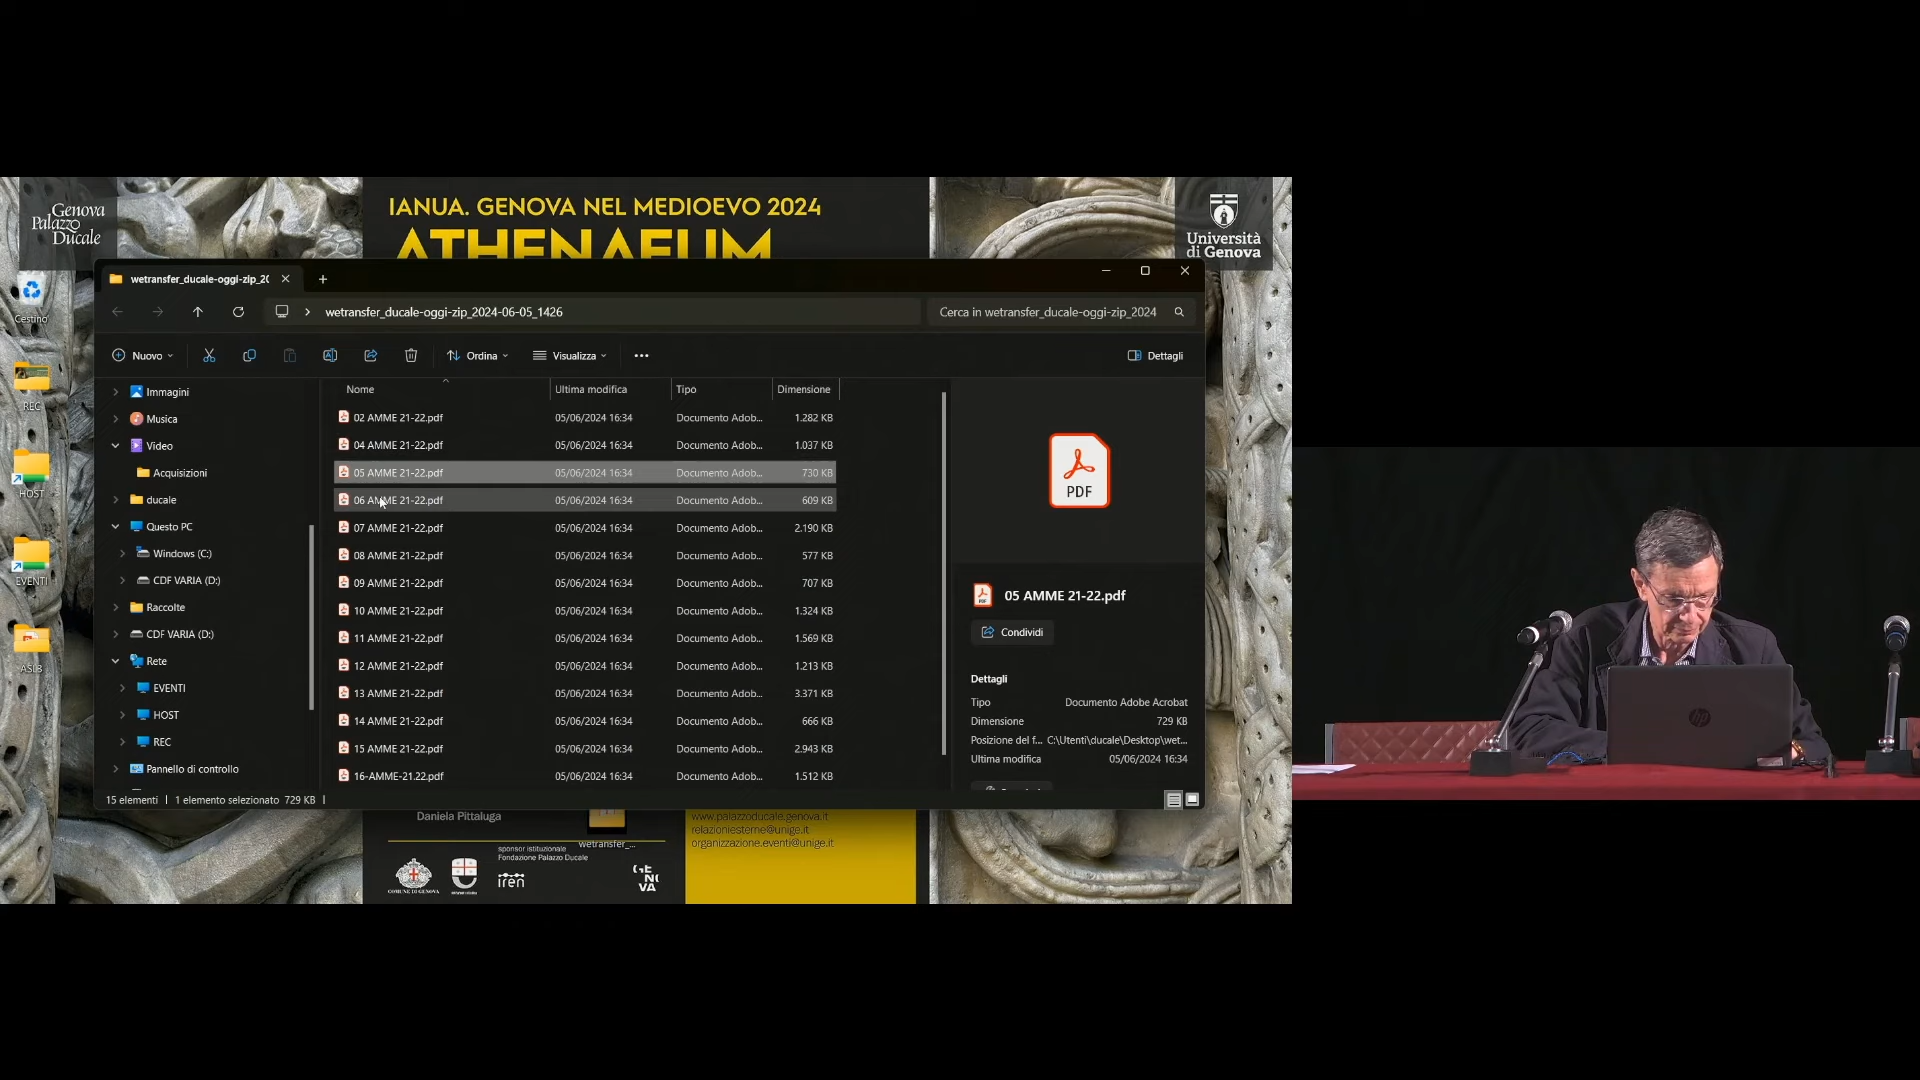 Genova
Palazzo
Ducale
IANUA. GENOVA NEL MEDIOEVO 2024
ATHENAEUM
Università
di Genova
wetransfer_ducale-oggi-zip_20
wetransfer_ducale-oggi-zip_2024-06-05_1426
Cerca in wetransfer_ducale-oggi-zip_2024
Nuovo
Ordina
Visualizza
Dettagli
Cestino
REC
HOST
EVENTI
ASLB
Immagini
Musica
Video
Acquisizioni
ducale
Questo PC
Windows (C:)
CDF VARIA (D:)
Raccolte
CDF VARIA (D:)
Rete
EVENTI
HOST
REC
Pannello di controllo
Nome Ultima modifica Tipo Dimensione
02 AMME 21-22.pdf 05/06/2024 16:34 Documento Adob... 1.282 KB
04 AMME 21-22.pdf 05/06/2024 16:34 Documento Adob... 1.037 KB
05 AMME 21-22.pdf 05/06/2024 16:34 Documento Adob... 730 KB
06 AMME 21-22.pdf 05/06/2024 16:34 Documento Adob... 609 KB
07 AMME 21-22.pdf 05/06/2024 16:34 Documento Adob... 2.190 KB
08 AMME 21-22.pdf 05/06/2024 16:34 Documento Adob... 577 KB
09 AMME 21-22.pdf 05/06/2024 16:34 Documento Adob... 707 KB
10 AMME 21-22.pdf 05/06/2024 16:34 Documento Adob... 1.324 KB
11 AMME 21-22.pdf 05/06/2024 16:34 Documento Adob... 1.569 KB
12 AMME 21-22.pdf 05/06/2024 16:34 Documento Adob... 1.213 KB
13 AMME 21-22.pdf 05/06/2024 16:34 Documento Adob... 3.371 KB
14 AMME 21-22.pdf 05/06/2024 16:34 Documento Adob... 666 KB
15 AMME 21-22.pdf 05/06/2024 16:34 Documento Adob... 2.943 KB
16-AMME-21.22.pdf 05/06/2024 16:34 Documento Adob... 1.512 KB
PDF
05 AMME 21-22.pdf
Condividi
Dettagli
Tipo Documento Adobe Acrobat
Dimensione 729 KB
Posizione del f... C:\Utenti\ducale\Desktop\wet...
Ultima modifica 05/06/2024 16:34
15 elementi 1 elemento selezionato 729 KB
Daniela Pittaluga
wetransfer_...
www.palazzoducale.genova.it
relazioniesterne@unige.it
organizzazione.eventi@unige.it
sponsor istituzionale
Fondazione Palazzo Ducale
COMUNE DI GENOVA
iren
GE
NO
VA
hp